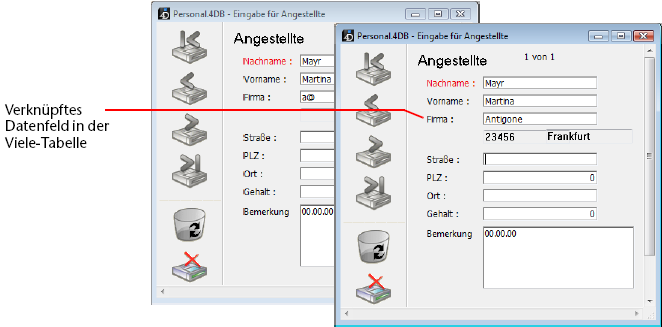 Personal.4DB - Eingabe für Angestellte
Angestellte
Nachname : Mayr
Vorname : Martina
Firma : a@
Straße :
PLZ :
Ort :
Gehalt :
Bemerkung 00.00.00
Verknüpftes
Datenfeld in der
Viele-Tabelle
Personal.4DB - Eingabe für Angestellte
Angestellte 1 von 1
Nachname : Mayr
Vorname : Martina
Firma : Antigone
23456 Frankfurt
Straße :
PLZ : 0
Ort :
Gehalt : 0
Bemerkung 00.00.00